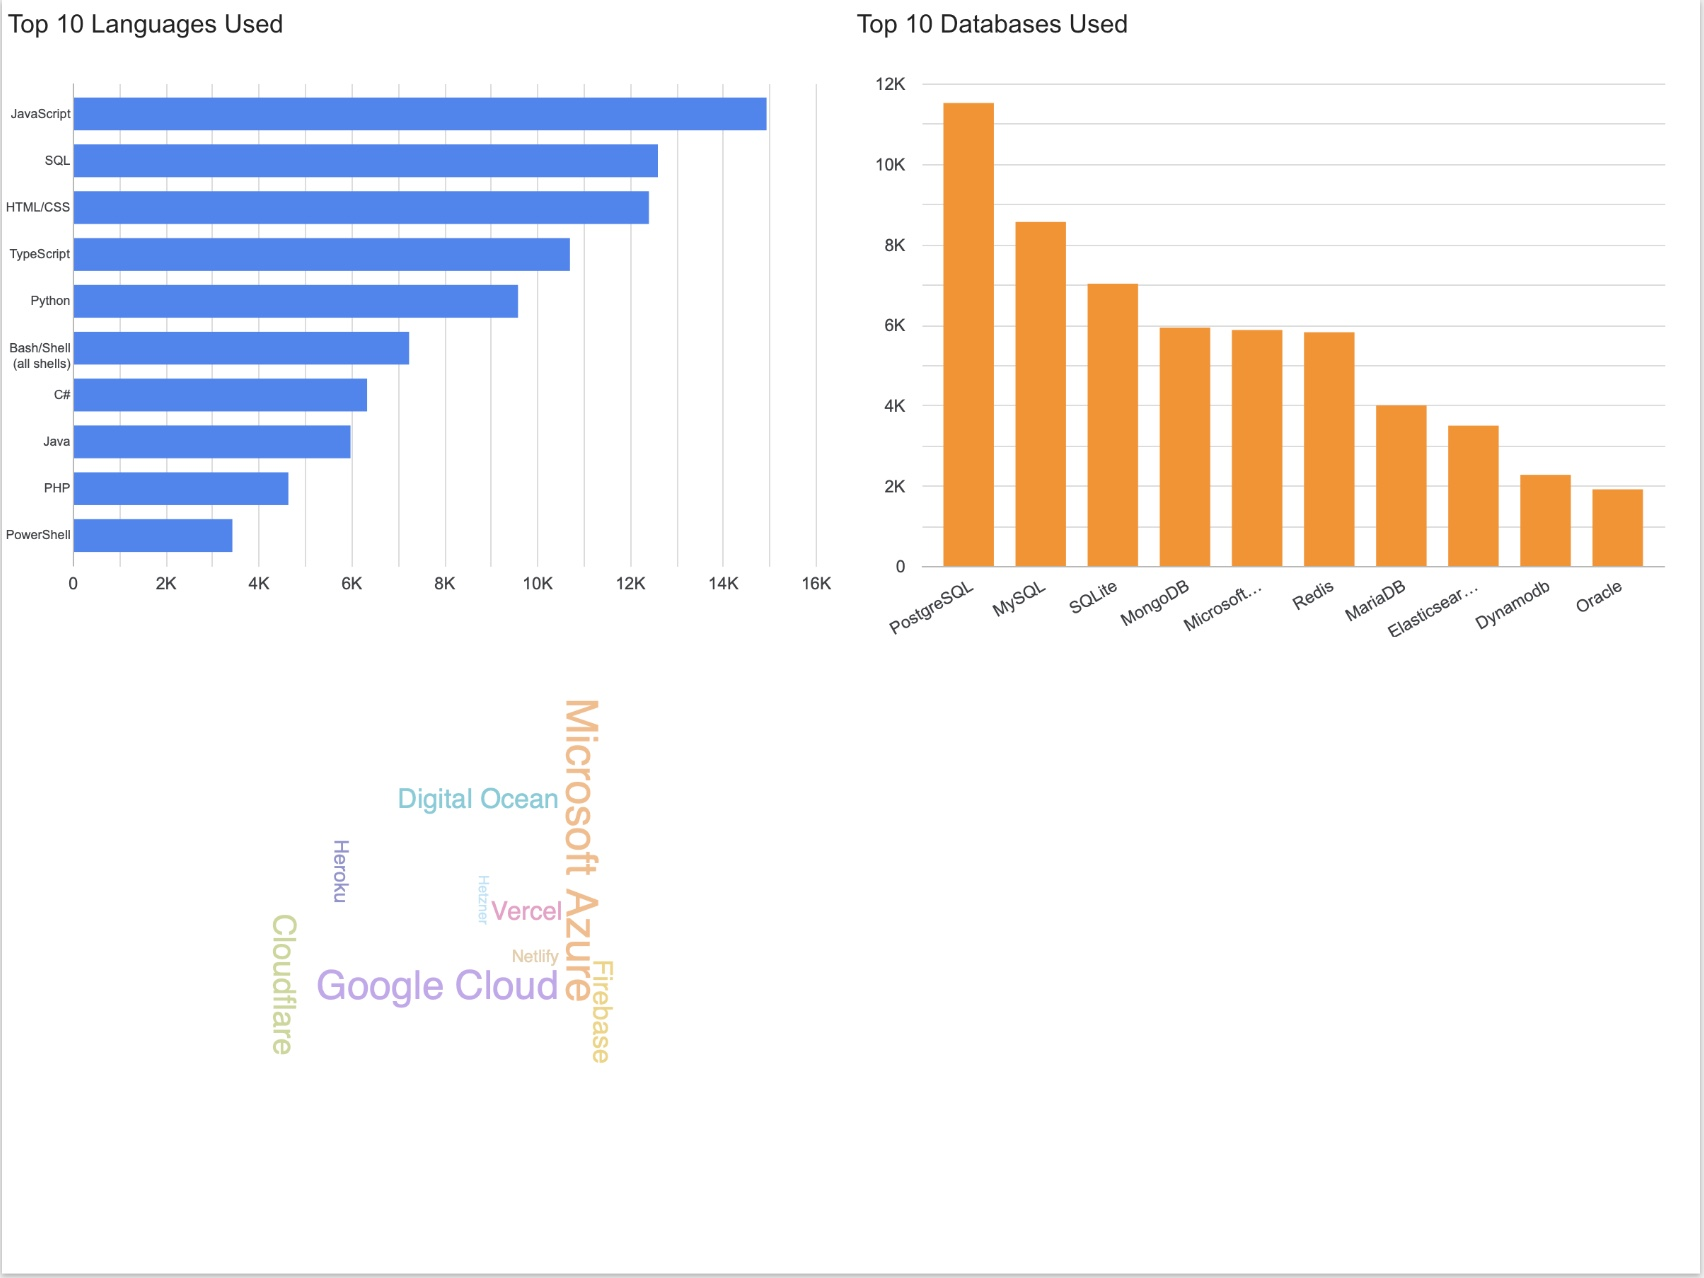 Top 10 Languages Used
JavaScript
SQL
HTML/CSS
TypeScript
Python
Bash/Shell
(all shells)
C#
Java
PHP
PowerShell
0 2K 4K 6K 8K 10K 12K 14K 16K
Top 10 Databases Used
12K
10K
8K
6K
4K
2K
0
PostgreSQL
MySQL
SQLite
MongoDB
Microsoft...
Redis
MariaDB
Elasticsear...
Dynamodb
Oracle
Microsoft Azure
Digital Ocean
Heroku
Hetzner
Vercel
Cloudflare
Netlify
Google Cloud
Firebase